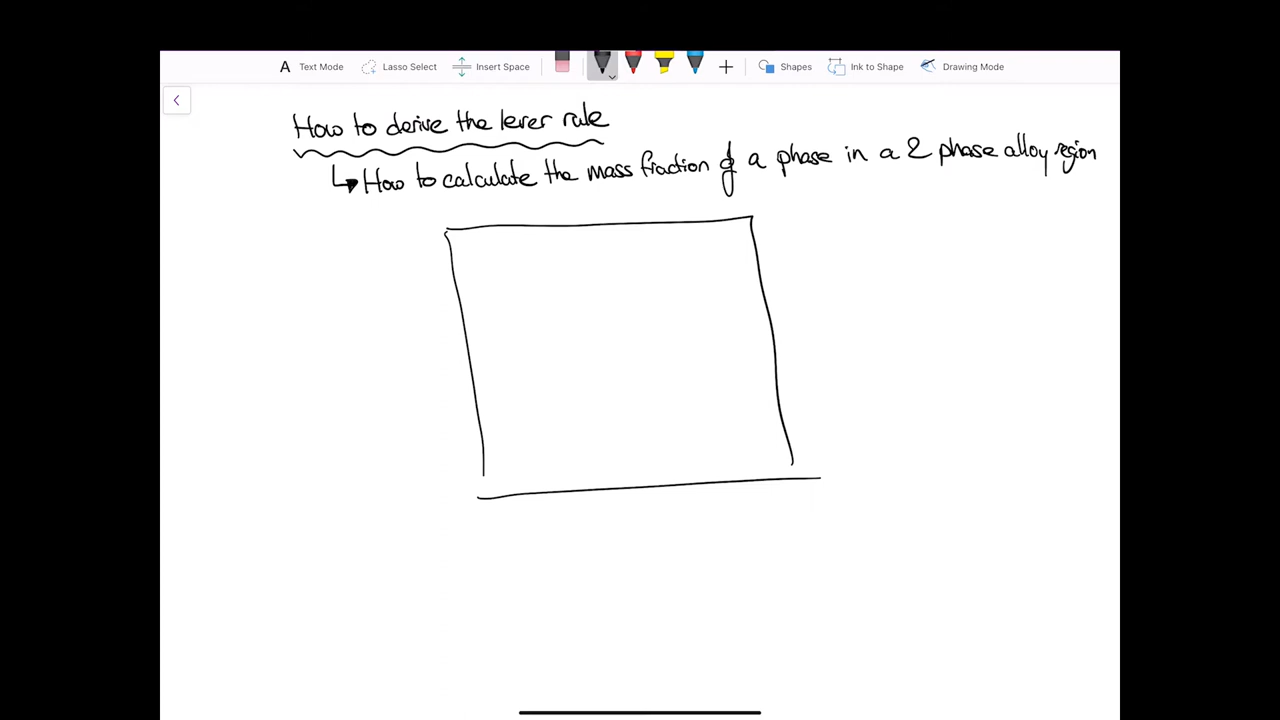 A Text Mode Lasso Select Insert Space Shapes Ink to Shape Drawing Mode
How to derive the lever rule
How to calculate the mass fraction of a phase in a 2 phase alloy region